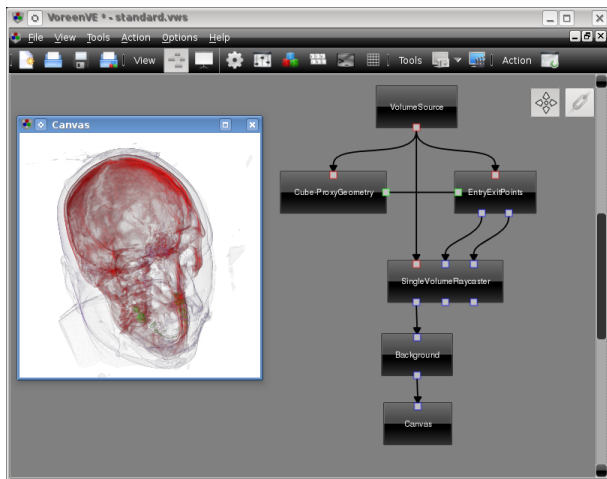 VoreenVE * - standard.vws
File View Tools Action Options Help
View Tools Action
VolumeSource
Canvas
Cube-ProxyGeometry
EntryExitPoints
SingleVolumeRaycaster
Background
Canvas